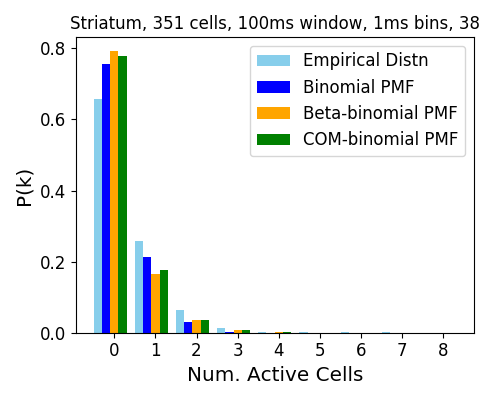 Striatum, 351 cells, 100ms window, 1ms bins, 38
0.8
0.6
0.4
0.2
0.0
P(k)
Empirical Distn
Binomial PMF
Beta-binomial PMF
COM-binomial PMF
0 1 2 3 4 5 6 7 8
Num. Active Cells